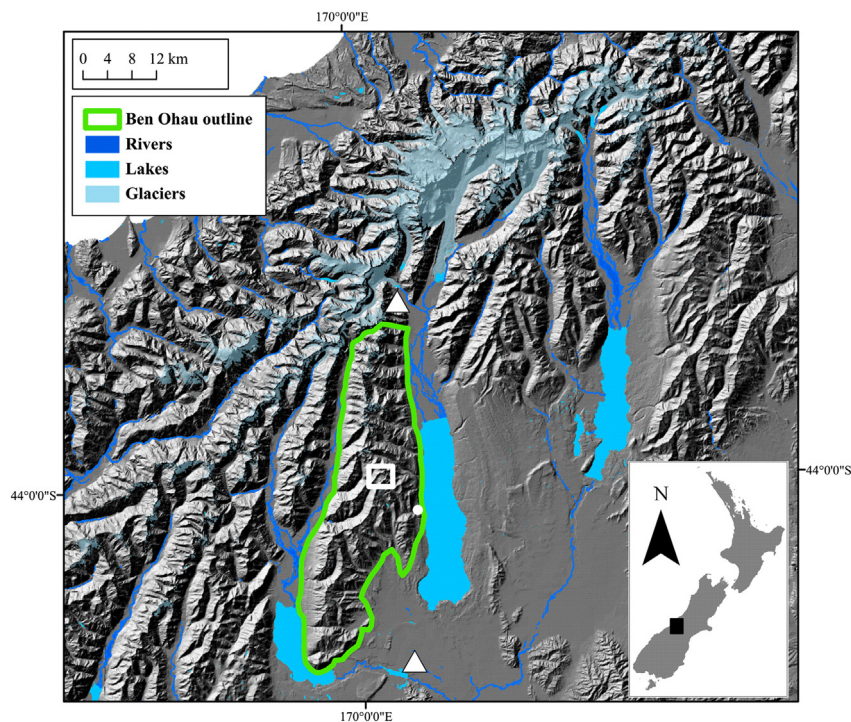 170°0'0"E
0 4 8 12 km
Ben Ohau outline
Rivers
Lakes
Glaciers
44°0'0"S
44°0'0"S
N
170°0'0"E